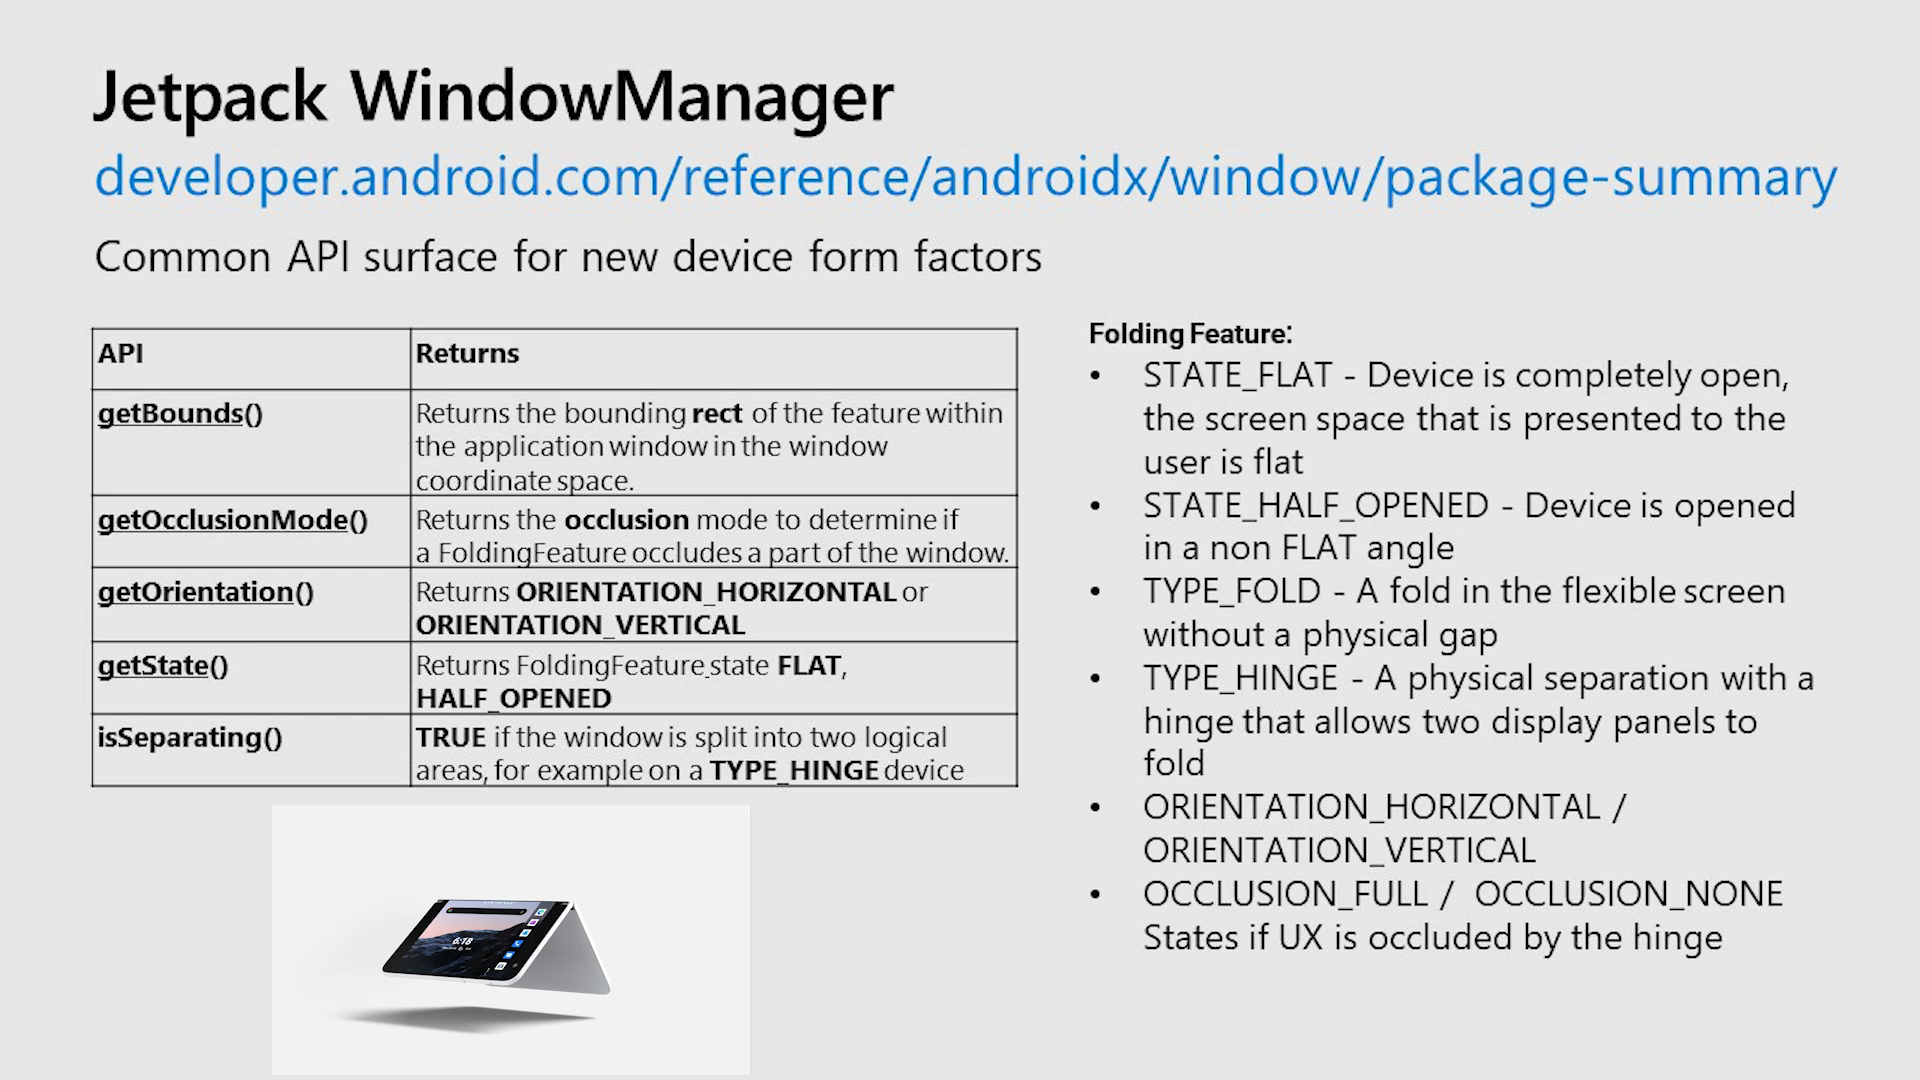 Jetpack WindowManager
developer.android.com/reference/androidx/window/package-summary
Common API surface for new device form factors
API
Returns
getBounds()
Returns the bounding rect of the feature within
the application window in the window
coordinate space.
getOcclusionMode()
Returns the occlusion mode to determine if
a FoldingFeature occludes a part of the window.
getOrientation()
Returns ORIENTATION_HORIZONTAL or
ORIENTATION_VERTICAL
getState()
Returns FoldingFeature state FLAT,
HALF_OPENED
isSeparating()
TRUE if the window is split into two logical
areas, for example on a TYPE_HINGE device
Folding Feature:
• STATE_FLAT - Device is completely open,
the screen space that is presented to the
user is flat
• STATE_HALF_OPENED - Device is opened
in a non FLAT angle
• TYPE_FOLD - A fold in the flexible screen
without a physical gap
• TYPE_HINGE - A physical separation with a
hinge that allows two display panels to
fold
• ORIENTATION_HORIZONTAL /
ORIENTATION_VERTICAL
• OCCLUSION_FULL / OCCLUSION_NONE
States if UX is occluded by the hinge
6:18